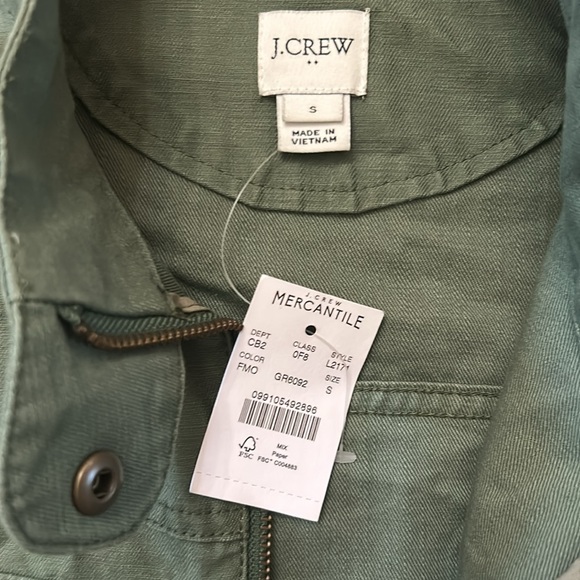 J.CREW
S
MADE IN
VIETNAM
J.CREW
MERCANTILE
DEPT CLASS STYLE
CB2 0F8 L2171
COLOR SIZE
FMO GR6092 S
099105492896
MIX
Paper
FSC FSC® C004683